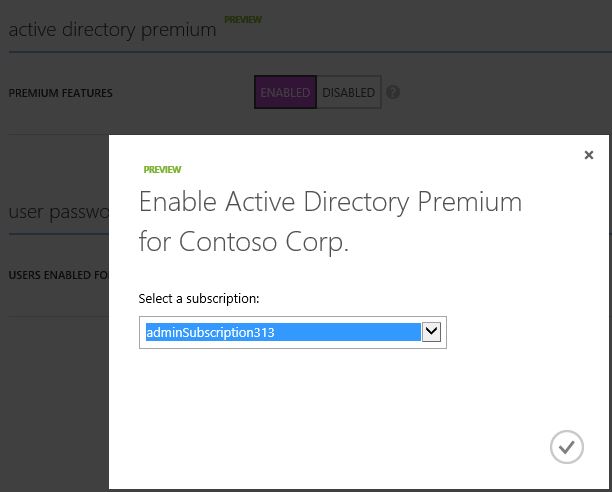 active directory premium PREVIEW
PREMIUM FEATURES ENABLED DISABLED ?
PREVIEW
Enable Active Directory Premium
for Contoso Corp.
user passwo
USERS ENABLED FO
Select a subscription:
adminSubscription313